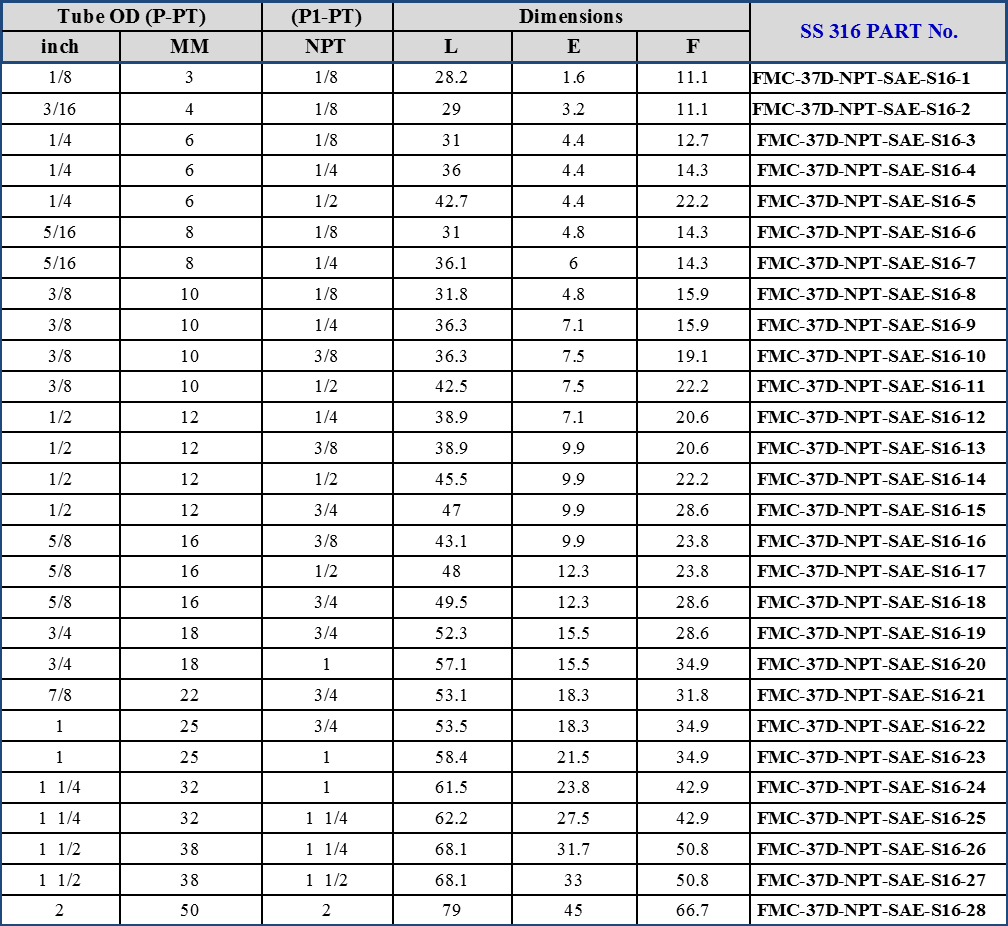 Tube OD (P-PT) (P1-PT) Dimensions SS 316 PART No.
inch MM NPT L E F
1/8 3 1/8 28.2 1.6 11.1 FMC-37D-NPT-SAE-S16-1
3/16 4 1/8 29 3.2 11.1 FMC-37D-NPT-SAE-S16-2
1/4 6 1/8 31 4.4 12.7 FMC-37D-NPT-SAE-S16-3
1/4 6 1/4 36 4.4 14.3 FMC-37D-NPT-SAE-S16-4
1/4 6 1/2 42.7 4.4 22.2 FMC-37D-NPT-SAE-S16-5
5/16 8 1/8 31 4.8 14.3 FMC-37D-NPT-SAE-S16-6
5/16 8 1/4 36.1 6 14.3 FMC-37D-NPT-SAE-S16-7
3/8 10 1/8 31.8 4.8 15.9 FMC-37D-NPT-SAE-S16-8
3/8 10 1/4 36.3 7.1 15.9 FMC-37D-NPT-SAE-S16-9
3/8 10 3/8 36.3 7.5 19.1 FMC-37D-NPT-SAE-S16-10
3/8 10 1/2 42.5 7.5 22.2 FMC-37D-NPT-SAE-S16-11
1/2 12 1/4 38.9 7.1 20.6 FMC-37D-NPT-SAE-S16-12
1/2 12 3/8 38.9 9.9 20.6 FMC-37D-NPT-SAE-S16-13
1/2 12 1/2 45.5 9.9 22.2 FMC-37D-NPT-SAE-S16-14
1/2 12 3/4 47 9.9 28.6 FMC-37D-NPT-SAE-S16-15
5/8 16 3/8 43.1 9.9 23.8 FMC-37D-NPT-SAE-S16-16
5/8 16 1/2 48 12.3 23.8 FMC-37D-NPT-SAE-S16-17
5/8 16 3/4 49.5 12.3 28.6 FMC-37D-NPT-SAE-S16-18
3/4 18 3/4 52.3 15.5 28.6 FMC-37D-NPT-SAE-S16-19
3/4 18 1 57.1 15.5 34.9 FMC-37D-NPT-SAE-S16-20
7/8 22 3/4 53.1 18.3 31.8 FMC-37D-NPT-SAE-S16-21
1 25 3/4 53.5 18.3 34.9 FMC-37D-NPT-SAE-S16-22
1 25 1 58.4 21.5 34.9 FMC-37D-NPT-SAE-S16-23
1 1/4 32 1 61.5 23.8 42.9 FMC-37D-NPT-SAE-S16-24
1 1/4 32 1 1/4 62.2 27.5 42.9 FMC-37D-NPT-SAE-S16-25
1 1/2 38 1 1/4 68.1 31.7 50.8 FMC-37D-NPT-SAE-S16-26
1 1/2 38 1 1/2 68.1 33 50.8 FMC-37D-NPT-SAE-S16-27
2 50 2 79 45 66.7 FMC-37D-NPT-SAE-S16-28